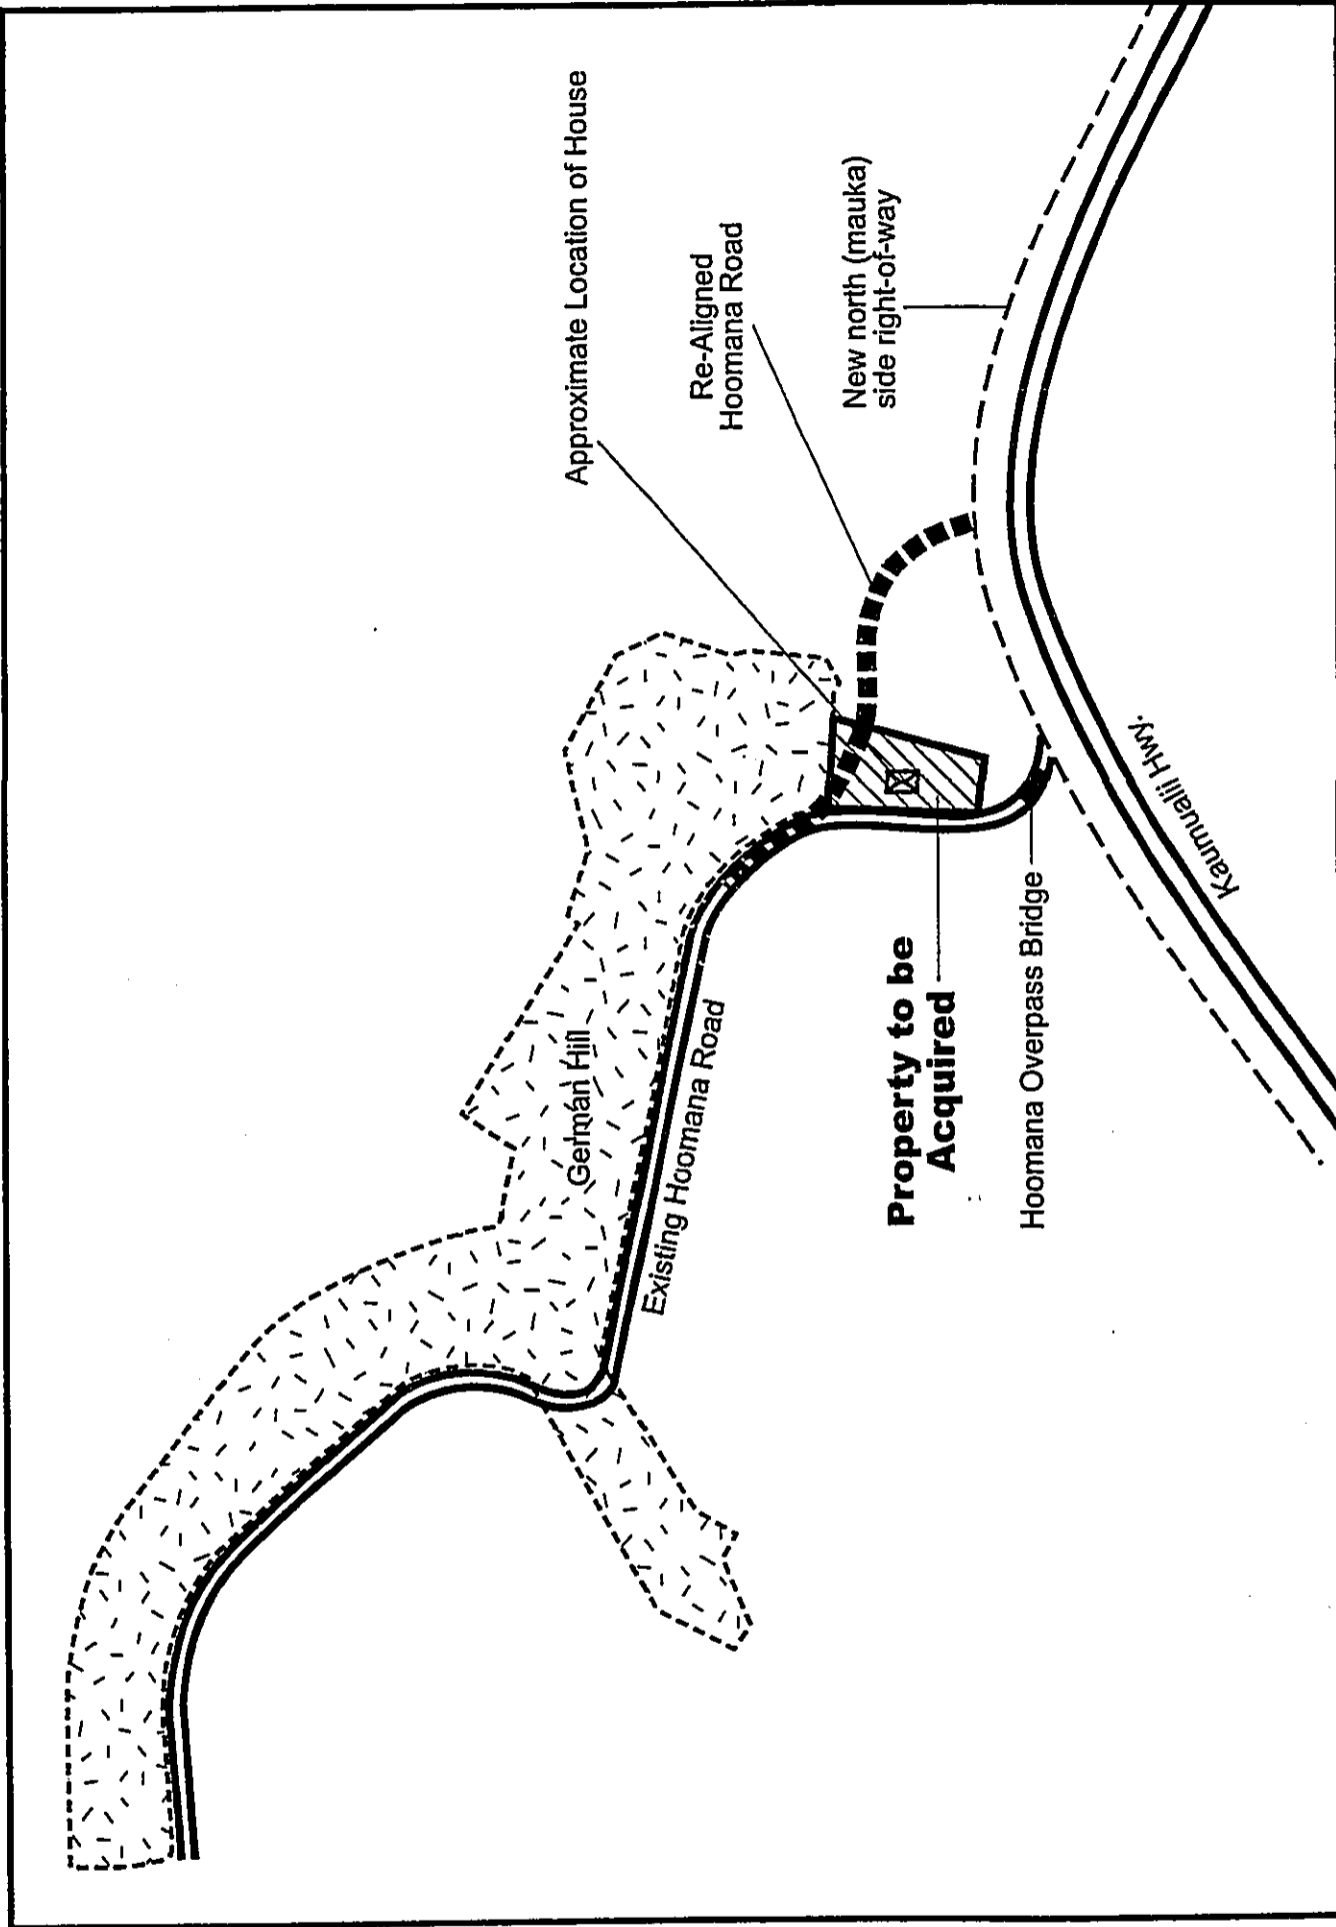 Approximate Location of House
Re-Aligned
Hoomana Road
New north (mauka)
side right-of-way
German Hill
Existing Hoomana Road
Property to be
Acquired
Hoomana Overpass Bridge
Kaumualii Hwy.